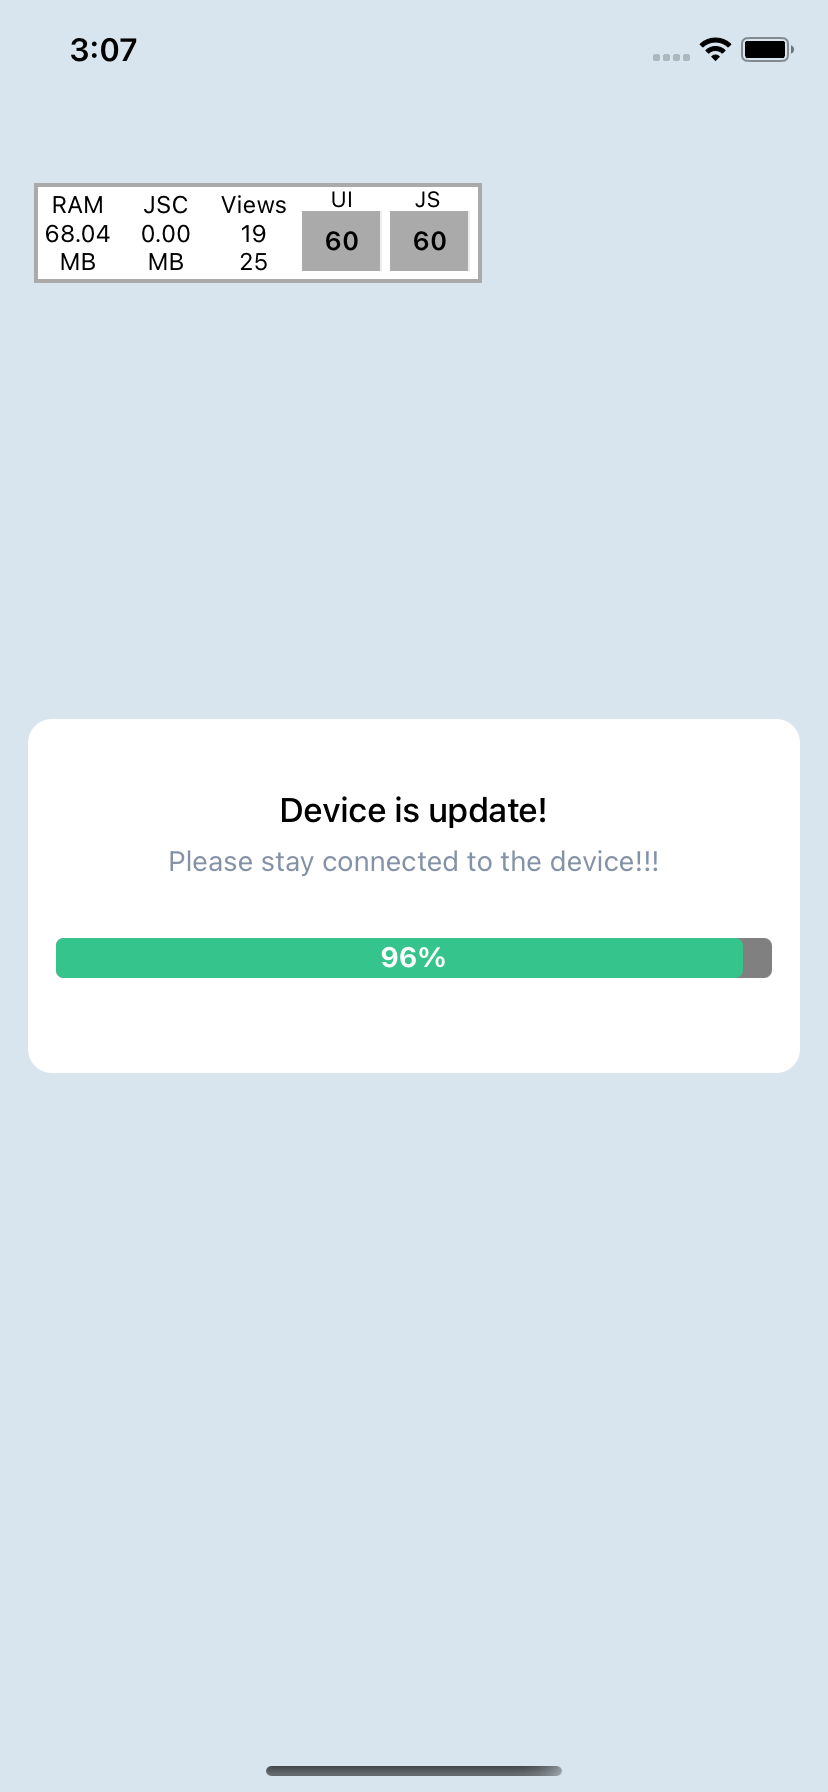 3:07
RAM
68.04
MB
JSC
0.00
MB
Views
19
25
UI
60
JS
60
Device is update!
Please stay connected to the device!!!
96%